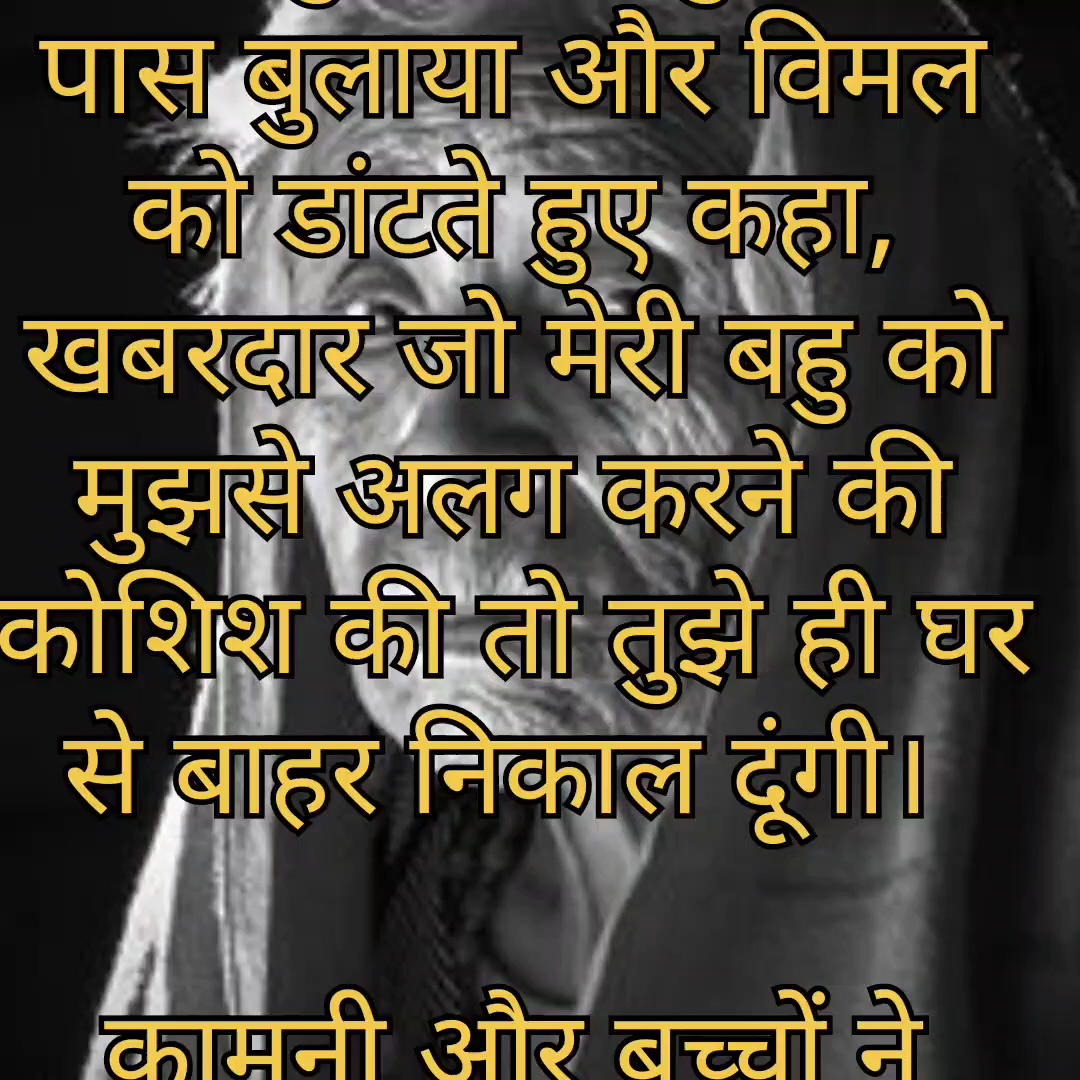 पास बुलाया और विमल
को डांटते हुए कहा,
खबरदार जो मेरी बहु को
मुझसे अलग करने की
कोशिश की तो तुझे ही घर
से बाहर निकाल दूंगी।
कामनी और बच्चों ने